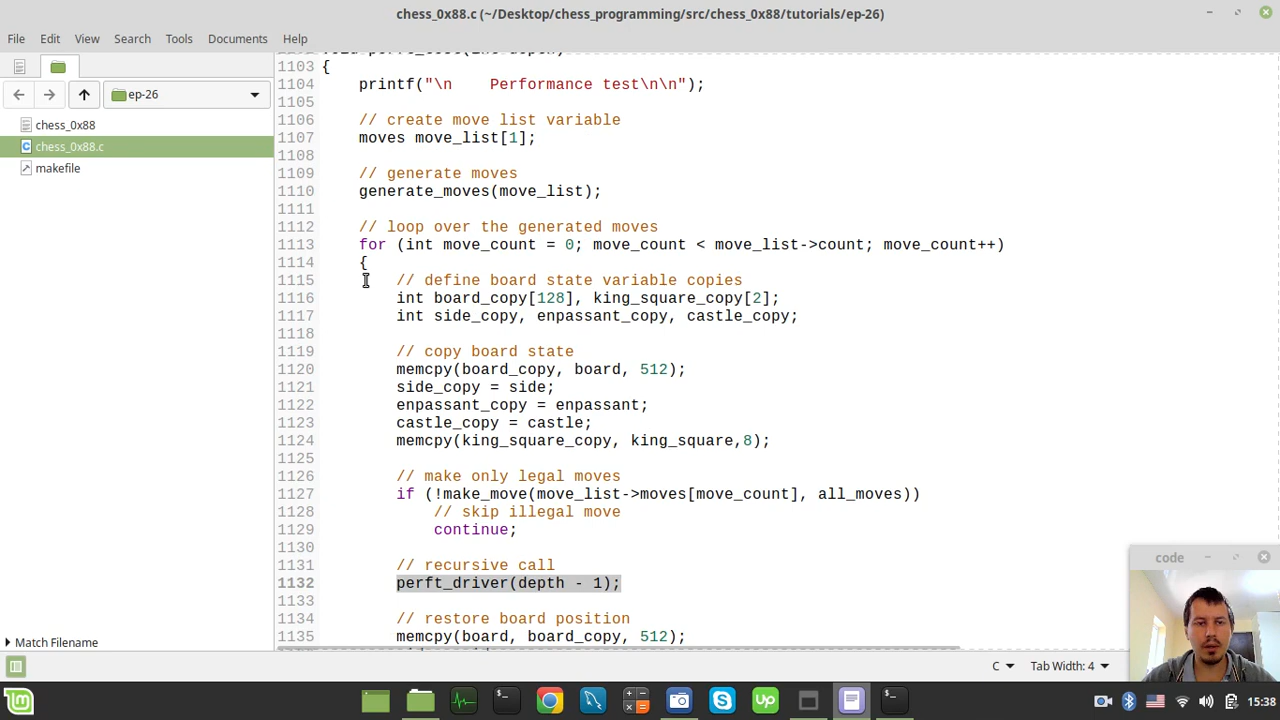 chess_0x88.c (~/Desktop/chess_programming/src/chess_0x88/tutorials/ep-26)
File Edit View Search Tools Documents Help
ep-26
chess_0x88
chess_0x88.c
makefile
Match Filename
1103 {
1104 printf("\n    Performance test\n\n");
1105
1106 // create move list variable
1107 moves move_list[1];
1108
1109 // generate moves
1110 generate_moves(move_list);
1111
1112 // loop over the generated moves
1113 for (int move_count = 0; move_count < move_list->count; move_count++)
1114 {
1115 // define board state variable copies
1116 int board_copy[128], king_square_copy[2];
1117 int side_copy, enpassant_copy, castle_copy;
1118
1119 // copy board state
1120 memcpy(board_copy, board, 512);
1121 side_copy = side;
1122 enpassant_copy = enpassant;
1123 castle_copy = castle;
1124 memcpy(king_square_copy, king_square,8);
1125
1126 // make only legal moves
1127 if (!make_move(move_list->moves[move_count], all_moves))
1128 // skip illegal move
1129 continue;
1130
1131 // recursive call
1132 perft_driver(depth - 1);
1133
1134 // restore board position
1135 memcpy(board, board_copy, 512);
code
C
Tab Width: 4
Up
15:38